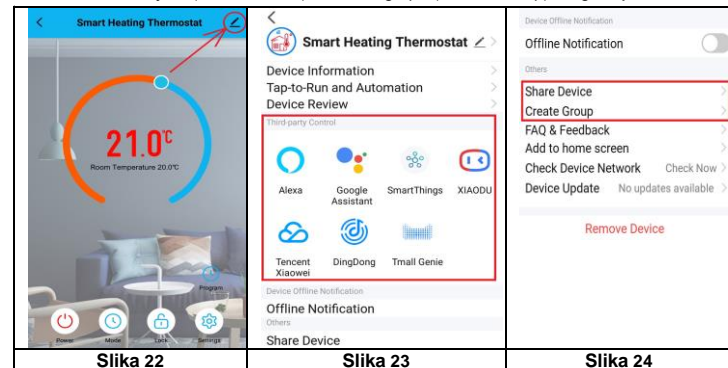 Smart Heating Thermostat
21.0°C
Room Temperature 20.0°C
Program
Power
Mode
Lock
Settings
Slika 22
Smart Heating Thermostat
Device Information
Tap-to-Run and Automation
Device Review
Third-party Control
Alexa
Google Assistant
SmartThings
XIAODU
Tencent Xiaowei
DingDong
Tmall Genie
Device Offline Notification
Offline Notification
Others
Share Device
Slika 23
Device Offline Notification
Offline Notification
Others
Share Device
Create Group
FAQ & Feedback
Add to home screen
Check Device Network Check Now
Device Update No updates available
Remove Device
Slika 24